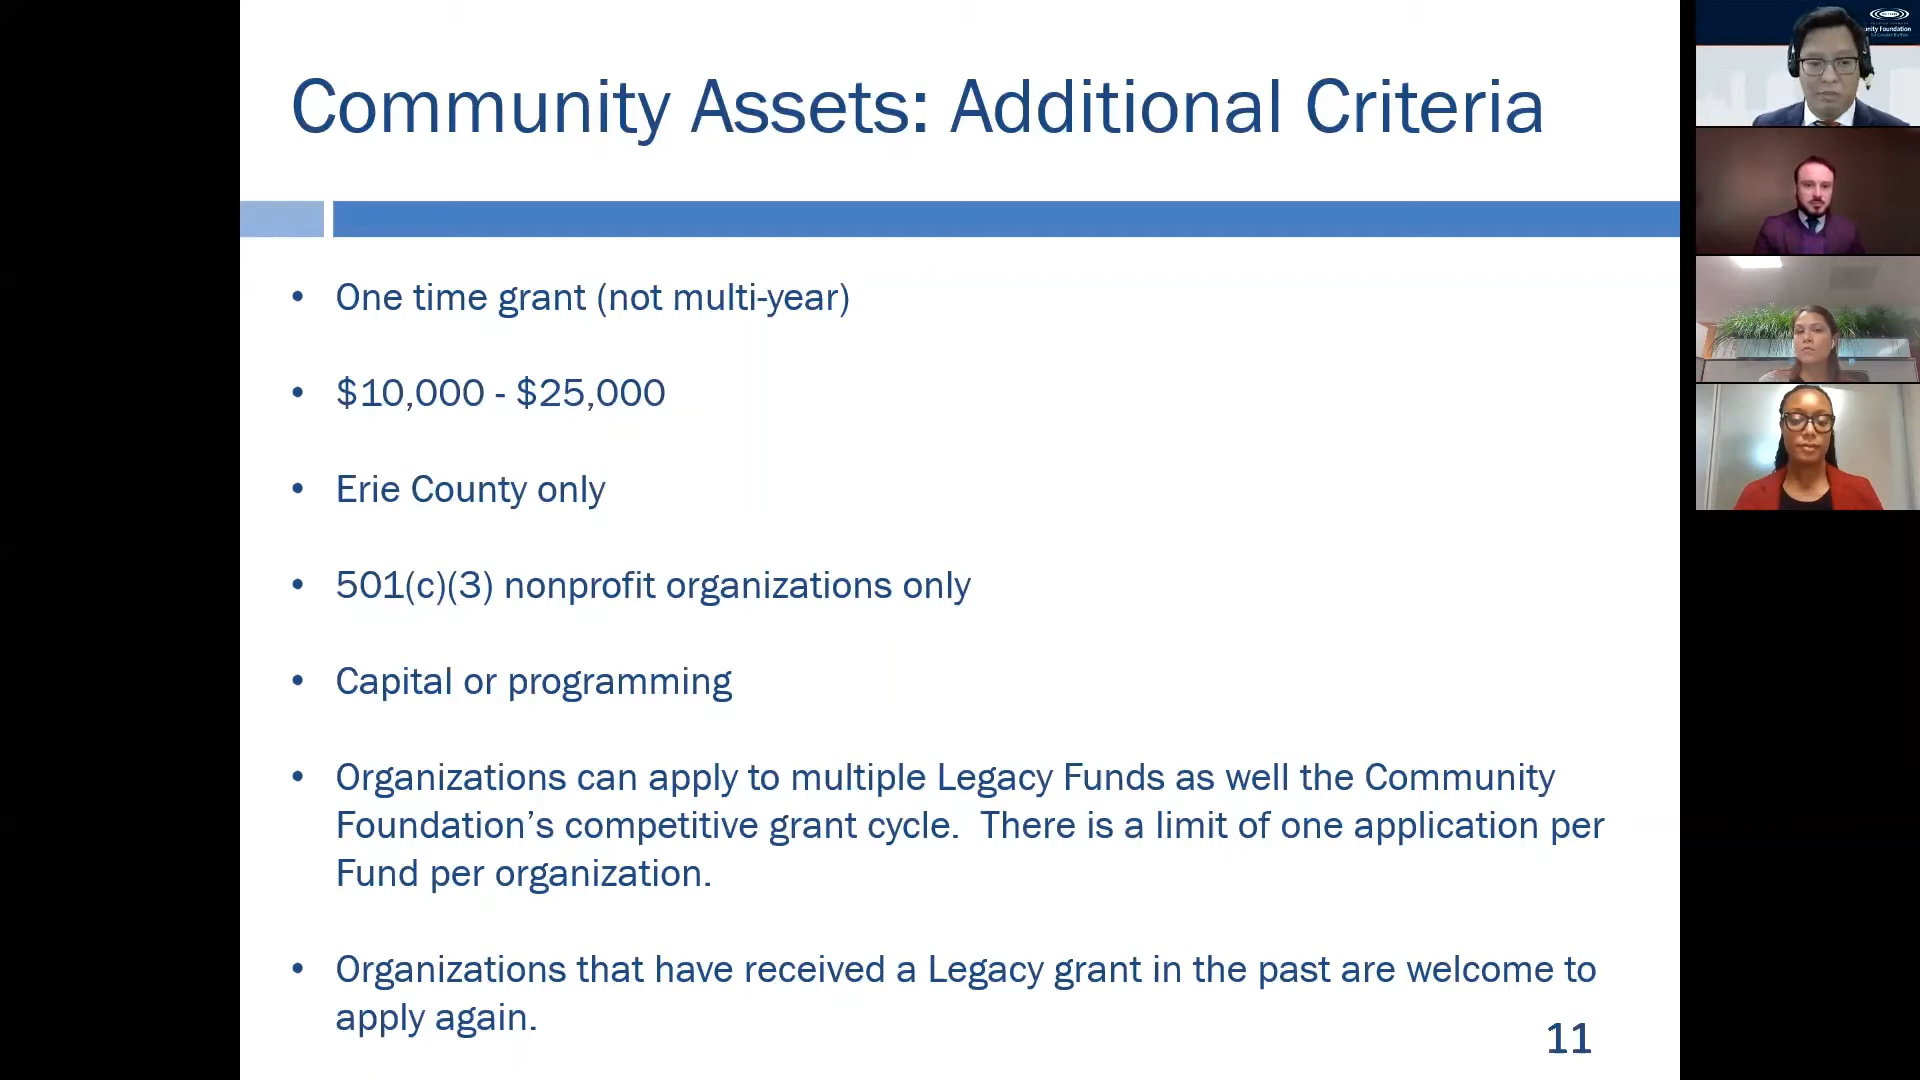 Community Assets: Additional Criteria
• One time grant (not multi-year)
• $10,000 - $25,000
• Erie County only
• 501(c)(3) nonprofit organizations only
• Capital or programming
• Organizations can apply to multiple Legacy Funds as well the Community
Foundation’s competitive grant cycle.  There is a limit of one application per
Fund per organization.
• Organizations that have received a Legacy grant in the past are welcome to
apply again.
11
nity Foundation